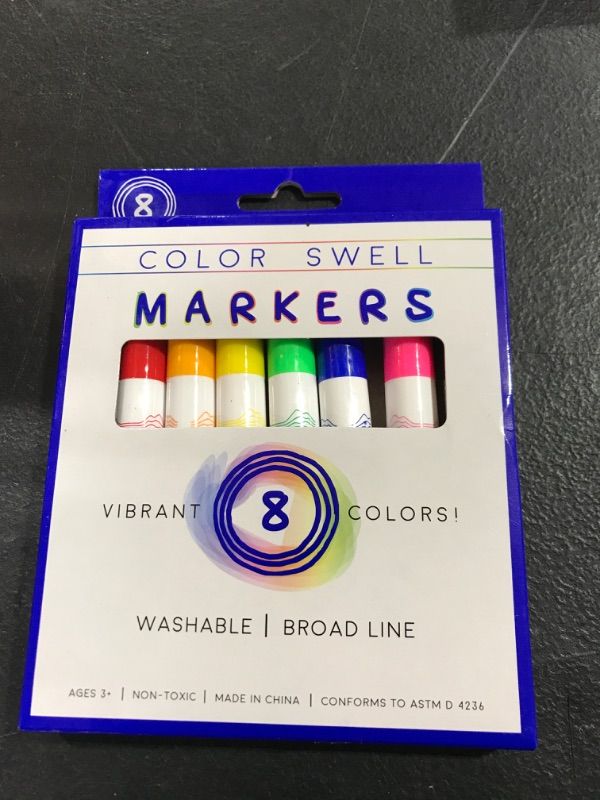 8
COLOR SWELL
MARKERS
VIBRANT 8 COLORS!
WASHABLE | BROAD LINE
AGES 3+ | NON-TOXIC | MADE IN CHINA | CONFORMS TO ASTM D 4236